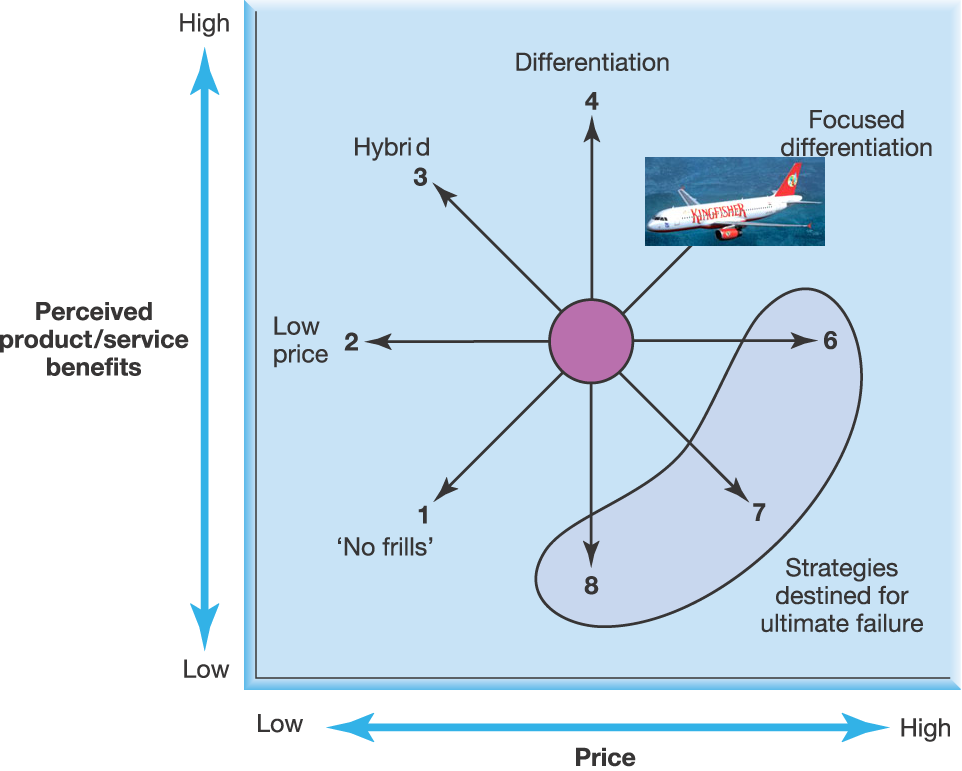 High
Differentiation
4
Focused
differentiation
Hybrid
3
KINGFISHER
Perceived
product/service
benefits
Low
price
2
6
1
'No frills'
7
8
Strategies
destined for
ultimate failure
Low
Low
High
Price